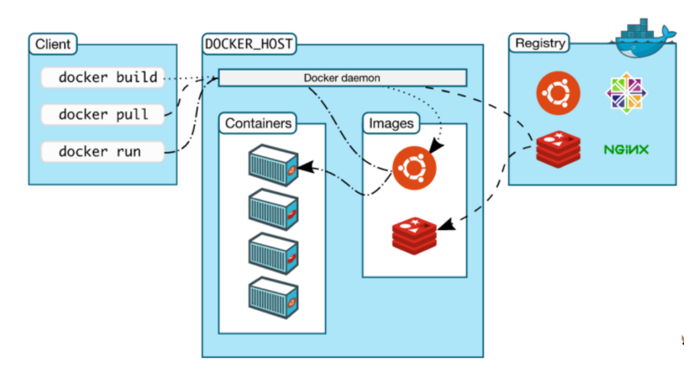 Client
docker build
docker pull
docker run
DOCKER_HOST
Docker daemon
Containers
Images
Registry
NGINX